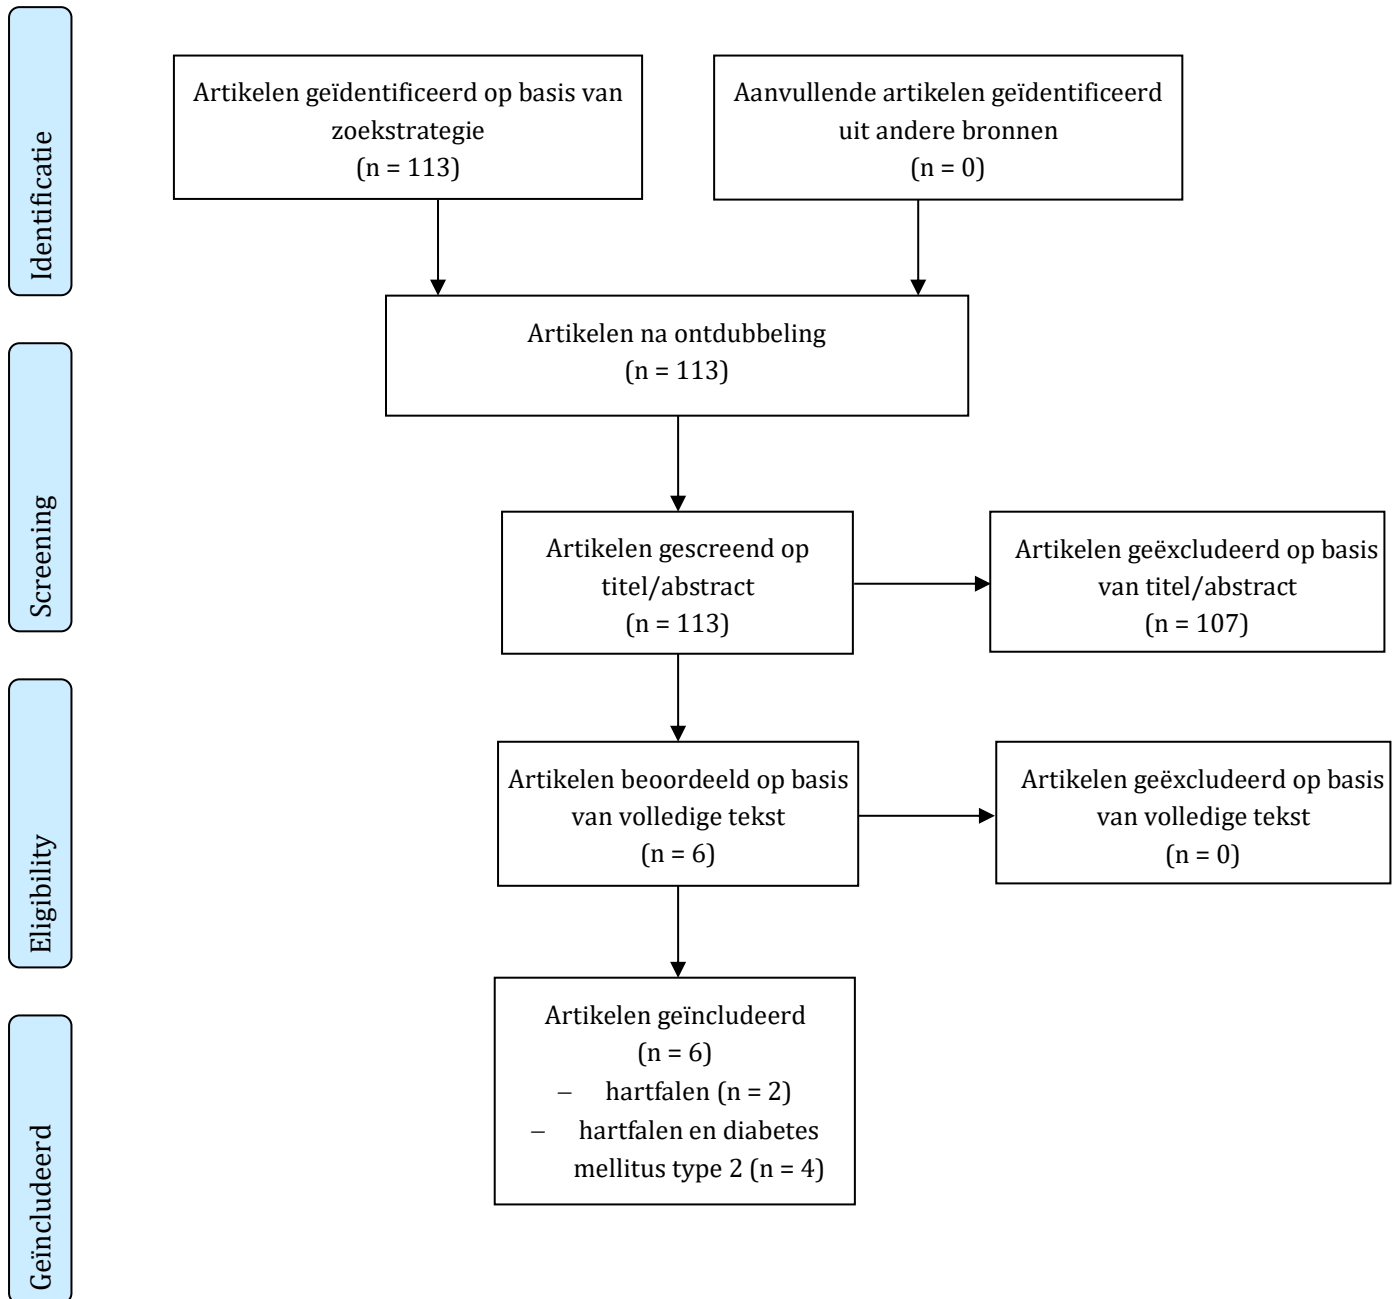 Identificatie
Artikelen geïdentificeerd op basis van
zoekstrategie
(n = 113)
Aanvullende artikelen geïdentificeerd
uit andere bronnen
(n = 0)
Artikelen na ontdubbeling
(n = 113)
Screening
Artikelen gescreend op
titel/abstract
(n = 113)
Artikelen geëxcludeerd op basis
van titel/abstract
(n = 107)
Eligibility
Artikelen beoordeeld op basis
van volledige tekst
(n = 6)
Artikelen geëxcludeerd op basis
van volledige tekst
(n = 0)
Geïncludeerd
Artikelen geïncludeerd
(n = 6)
– hartfalen (n = 2)
– hartfalen en diabetes
mellitus type 2 (n = 4)